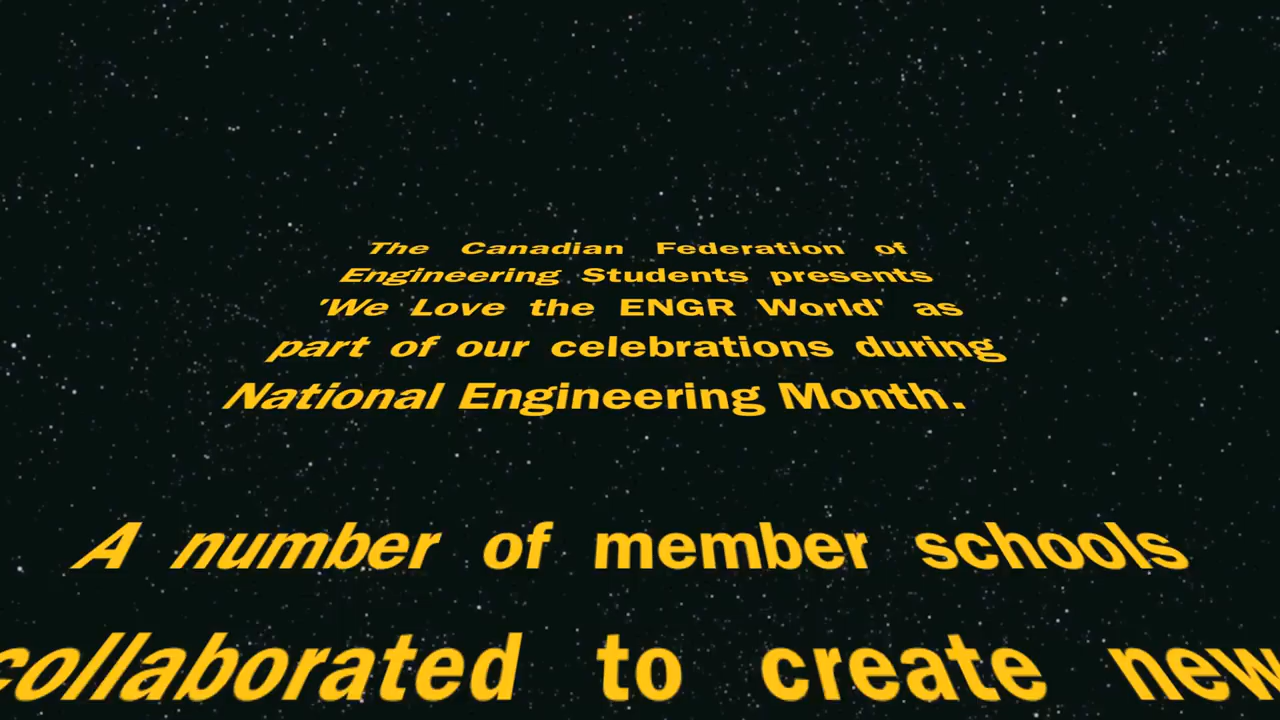 The Canadian Federation of
Engineering Students presents
'We Love the ENGR World' as
part of our celebrations during
National Engineering Month.
A number of member schools
collaborated to create new